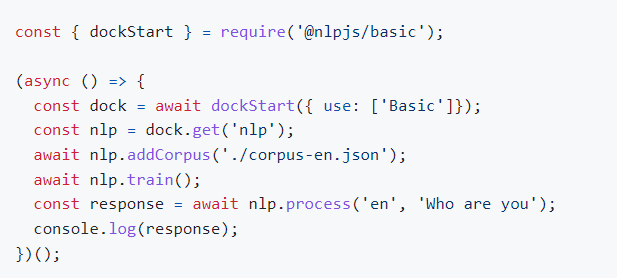 const { dockStart } = require('@nlpjs/basic');

(async () => {
  const dock = await dockStart({ use: ['Basic']});
  const nlp = dock.get('nlp');
  await nlp.addCorpus('./corpus-en.json');
  await nlp.train();
  const response = await nlp.process('en', 'Who are you');
  console.log(response);
})();